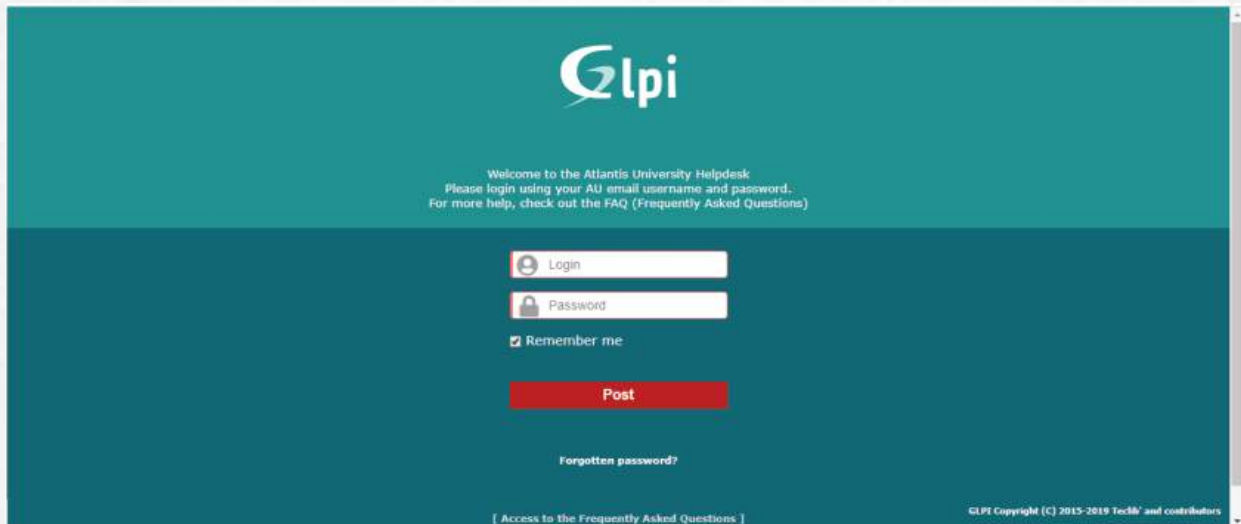 Glpi
Welcome to the Atlantis University Helpdesk
Please login using your AU email username and password.
For more help, check out the FAQ (Frequently Asked Questions)
Login
Password
Remember me
Post
Forgotten password?
[ Access to the Frequently Asked Questions ]
GLPI Copyright (C) 2015-2019 Teclib' and contributors